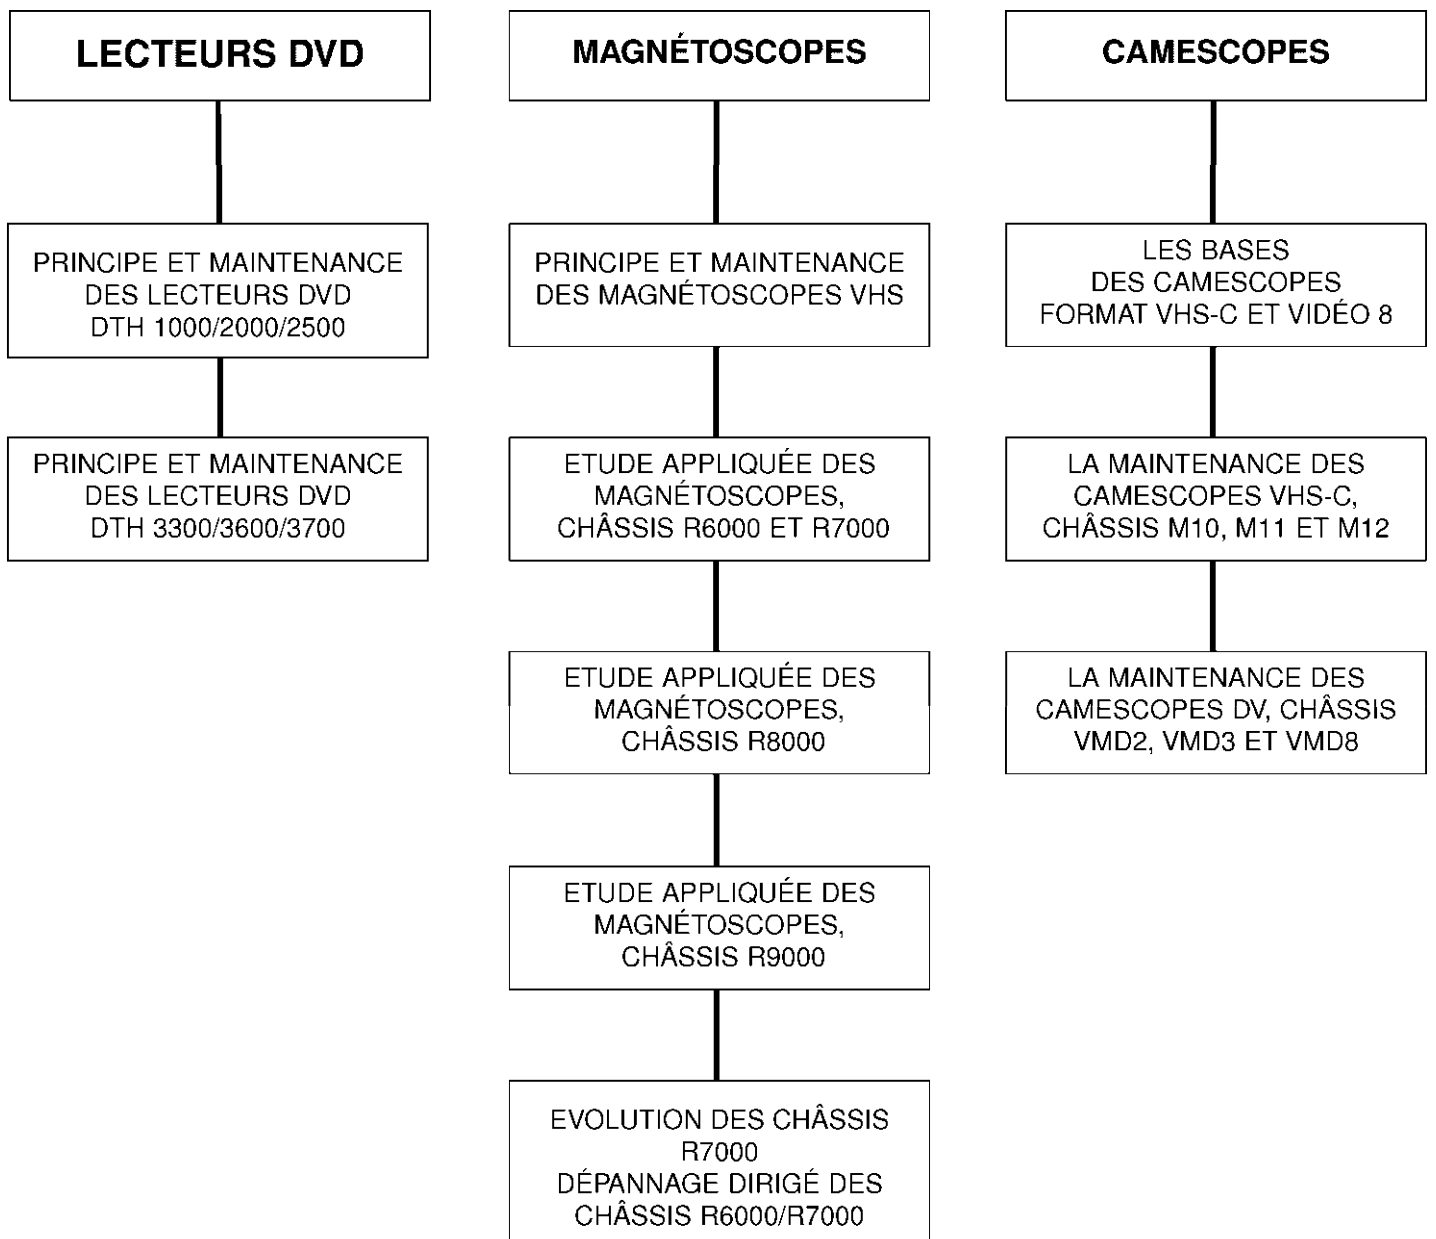 LECTEURS DVD
PRINCIPE ET MAINTENANCE
DES LECTEURS DVD
DTH 1000/2000/2500
PRINCIPE ET MAINTENANCE
DES LECTEURS DVD
DTH 3300/3600/3700
MAGNÉTOSCOPES
PRINCIPE ET MAINTENANCE
DES MAGNÉTOSCOPES VHS
ETUDE APPLIQUÉE DES
MAGNÉTOSCOPES,
CHÂSSIS R6000 ET R7000
ETUDE APPLIQUÉE DES
MAGNÉTOSCOPES,
CHÂSSIS R8000
ETUDE APPLIQUÉE DES
MAGNÉTOSCOPES,
CHÂSSIS R9000
EVOLUTION DES CHÂSSIS
R7000
DÉPANNAGE DIRIGÉ DES
CHÂSSIS R6000/R7000
CAMESCOPES
LES BASES
DES CAMESCOPES
FORMAT VHS-C ET VIDÉO 8
LA MAINTENANCE DES
CAMESCOPES VHS-C,
CHÂSSIS M10, M11 ET M12
LA MAINTENANCE DES
CAMESCOPES DV, CHÂSSIS
VMD2, VMD3 ET VMD8